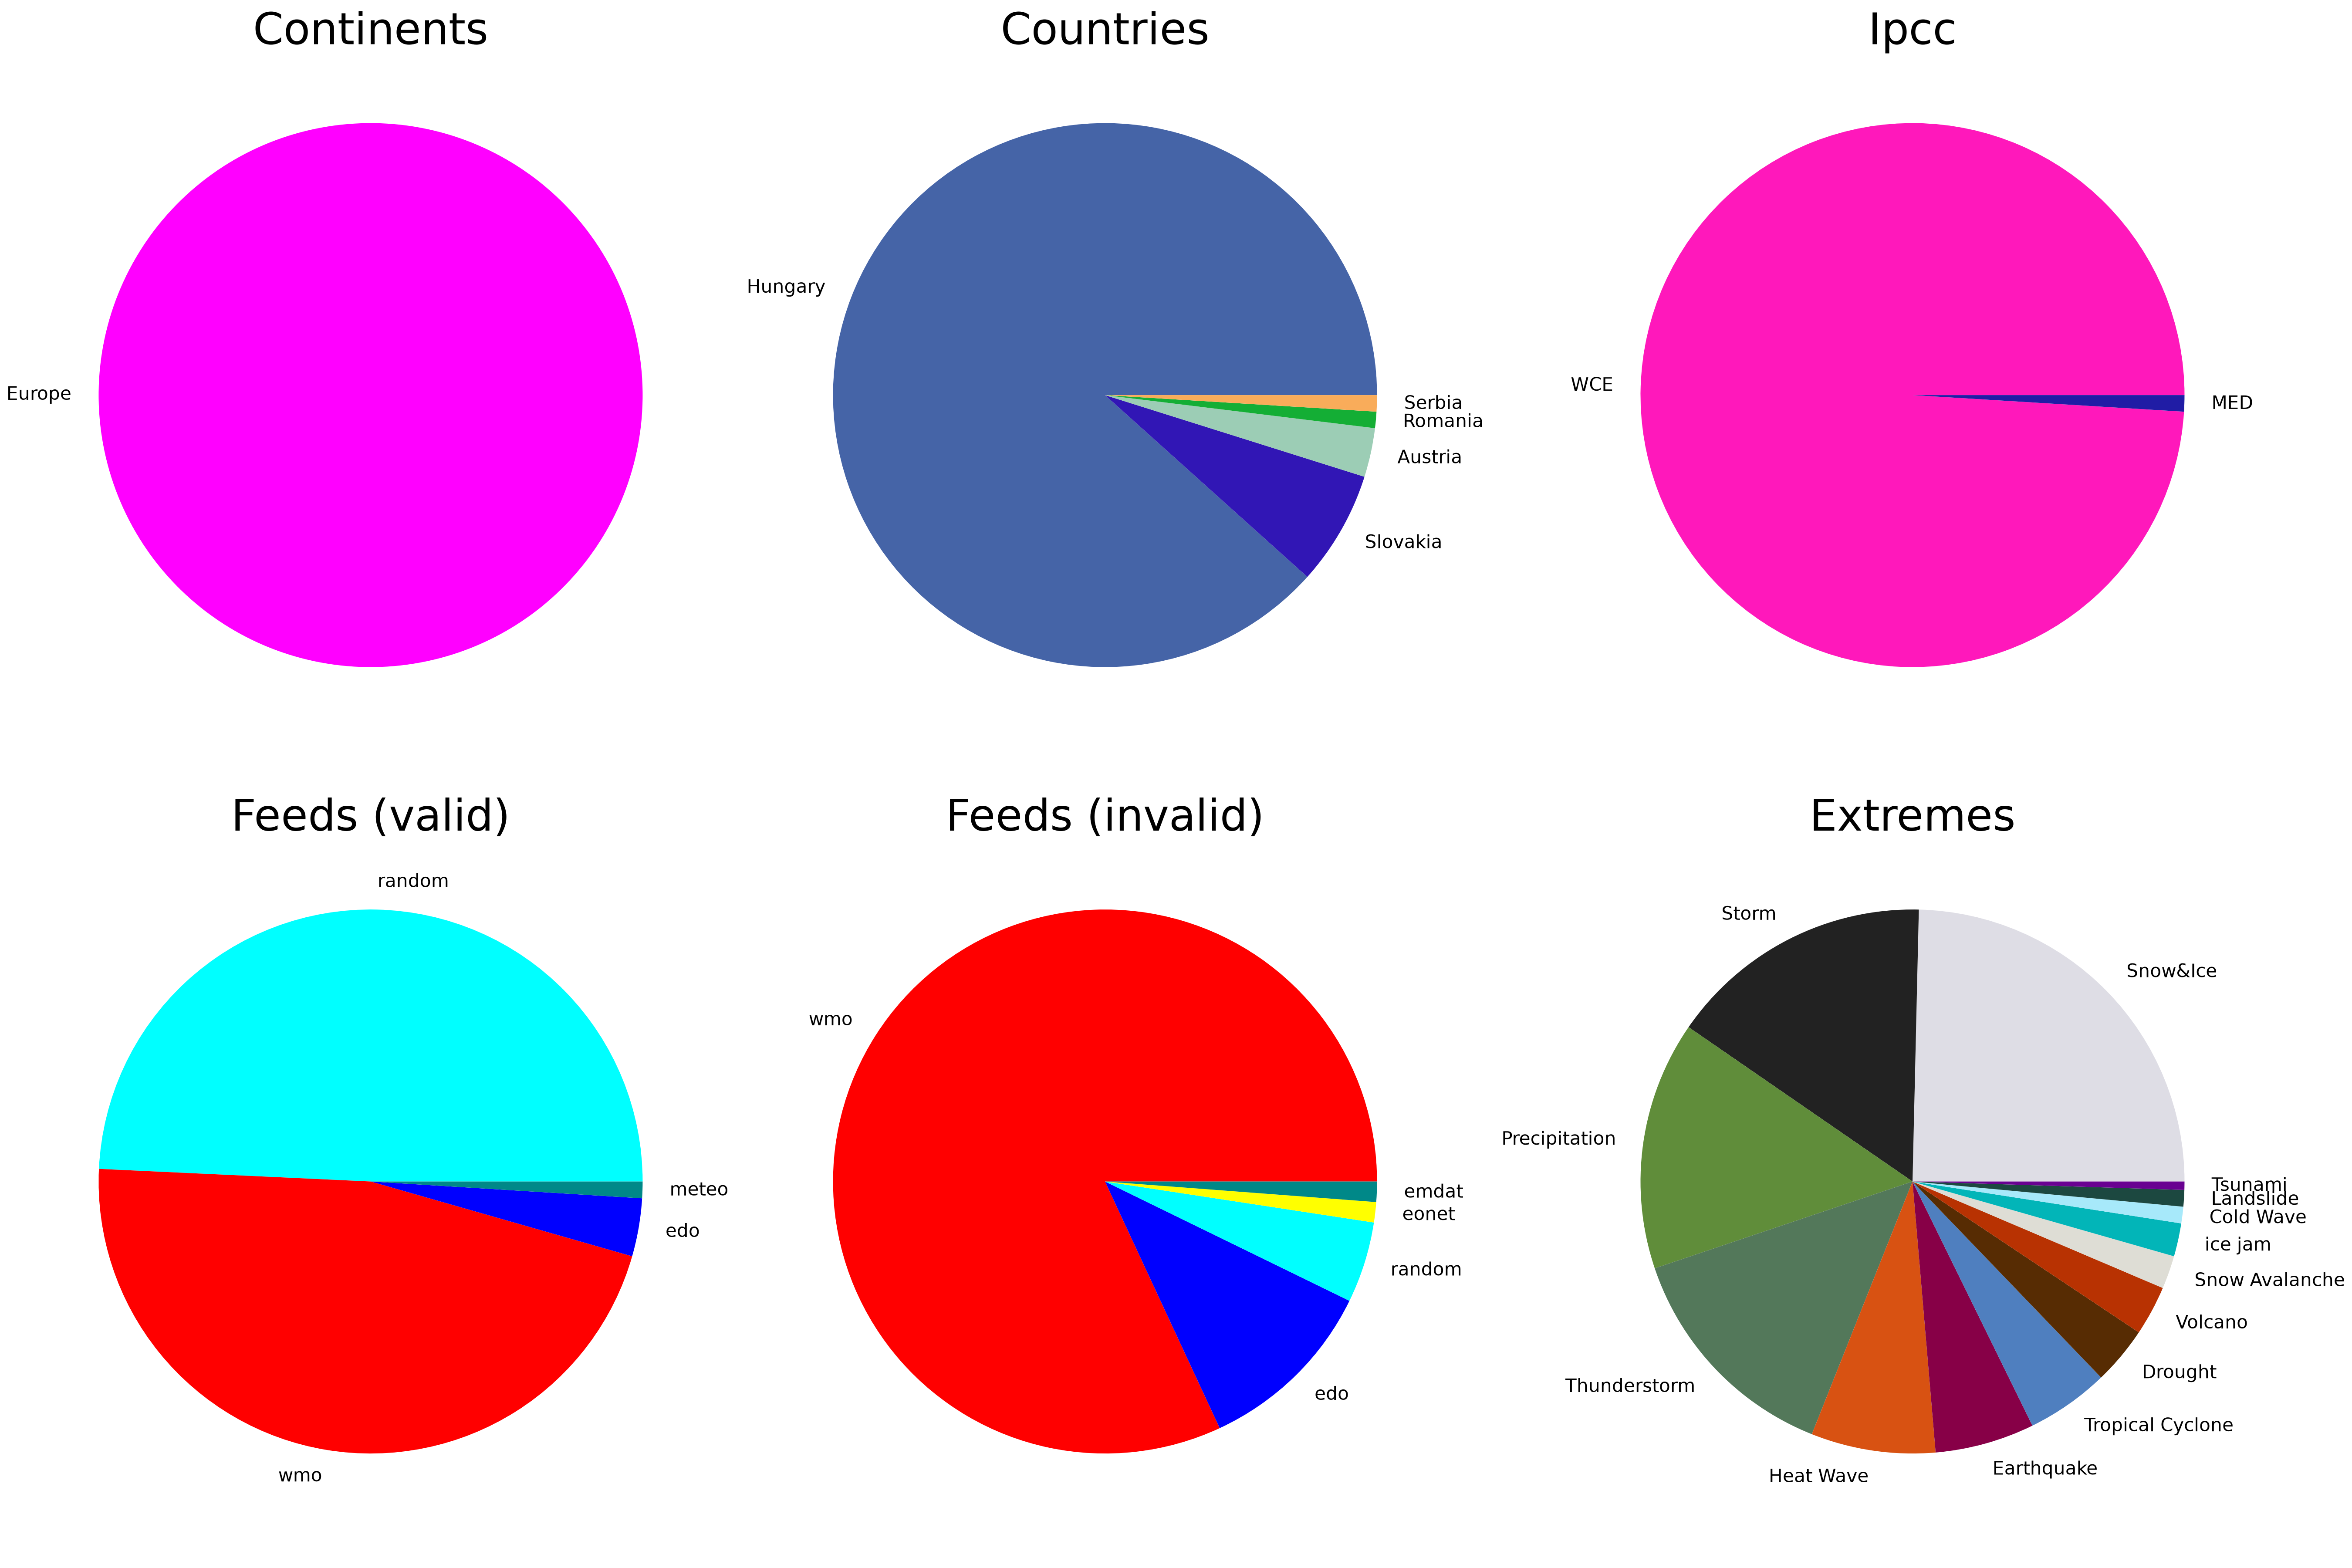 Continents
Europe
Countries
Hungary
Serbia
Romania
Austria
Slovakia
Ipcc
WCE
MED
Feeds (valid)
random
meteo
edo
wmo
Feeds (invalid)
wmo
emdat
eonet
random
edo
Extremes
Storm
Snow&Ice
Precipitation
Tsunami
Landslide
Cold Wave
ice jam
Snow Avalanche
Volcano
Drought
Thunderstorm
Tropical Cyclone
Earthquake
Heat Wave